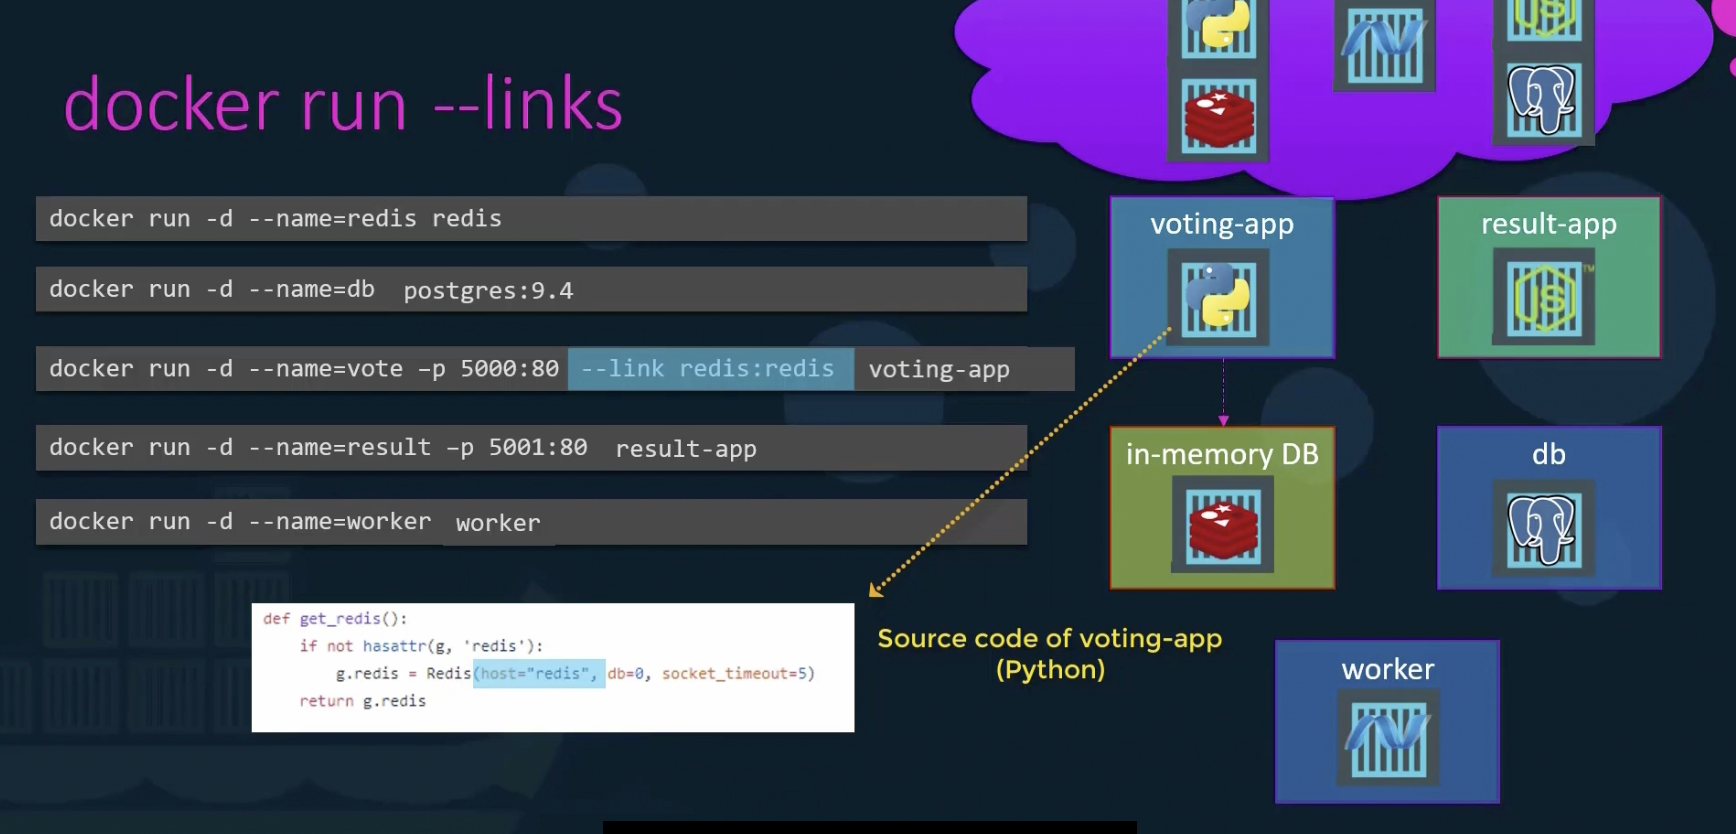 docker run --links
docker run -d --name=redis redis
docker run -d --name=db postgres:9.4
docker run -d --name=vote –p 5000:80 --link redis:redis voting-app
docker run -d --name=result –p 5001:80 result-app
docker run -d --name=worker worker
def get_redis():
    if not hasattr(g, 'redis'):
        g.redis = Redis(host="redis", db=0, socket_timeout=5)
    return g.redis
Source code of voting-app
(Python)
voting-app
result-app
JS
TM
in-memory DB
db
worker